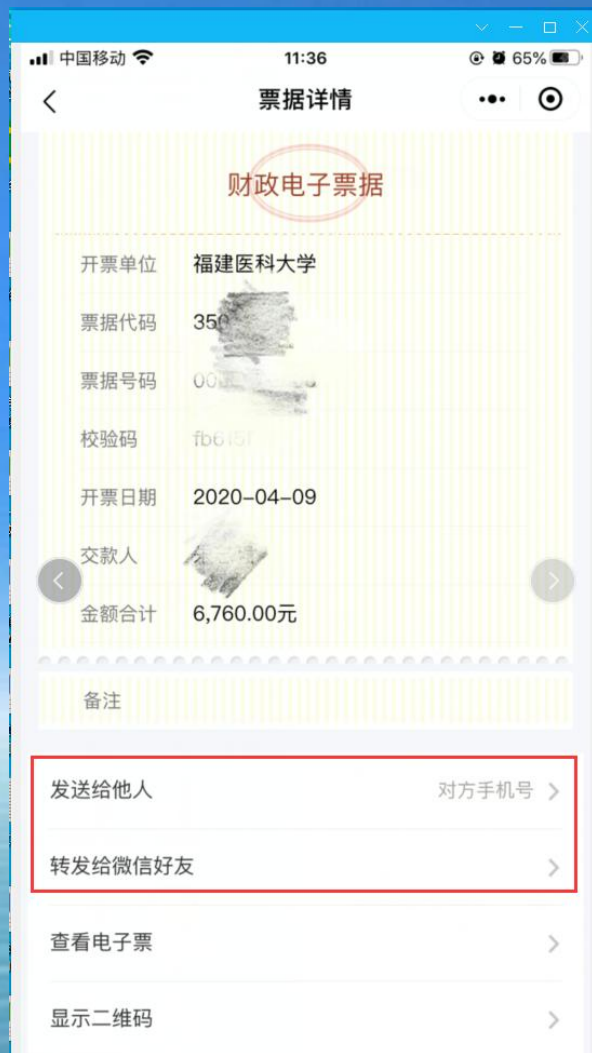 中国移动 11:36 65%
票据详情
财政电子票据
开票单位 福建医科大学
票据代码 350
票据号码 00
校验码 fb615f
开票日期 2020-04-09
交款人
金额合计 6,760.00元
备注
发送给他人 对方手机号
转发给微信好友
查看电子票
显示二维码